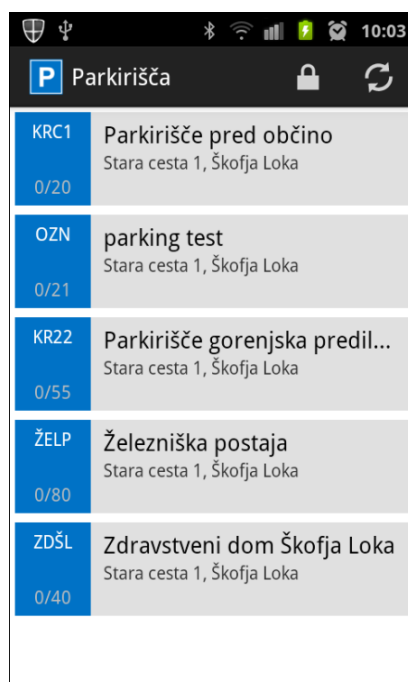 10:03
P Parkirišča
KRC1
Parkirišče pred občino
Stara cesta 1, Škofja Loka
0/20
OZN
parking test
Stara cesta 1, Škofja Loka
0/21
KR22
Parkirišče gorenjska predil...
Stara cesta 1, Škofja Loka
0/55
ŽELP
Železniška postaja
Stara cesta 1, Škofja Loka
0/80
ZDŠL
Zdravstveni dom Škofja Loka
Stara cesta 1, Škofja Loka
0/40